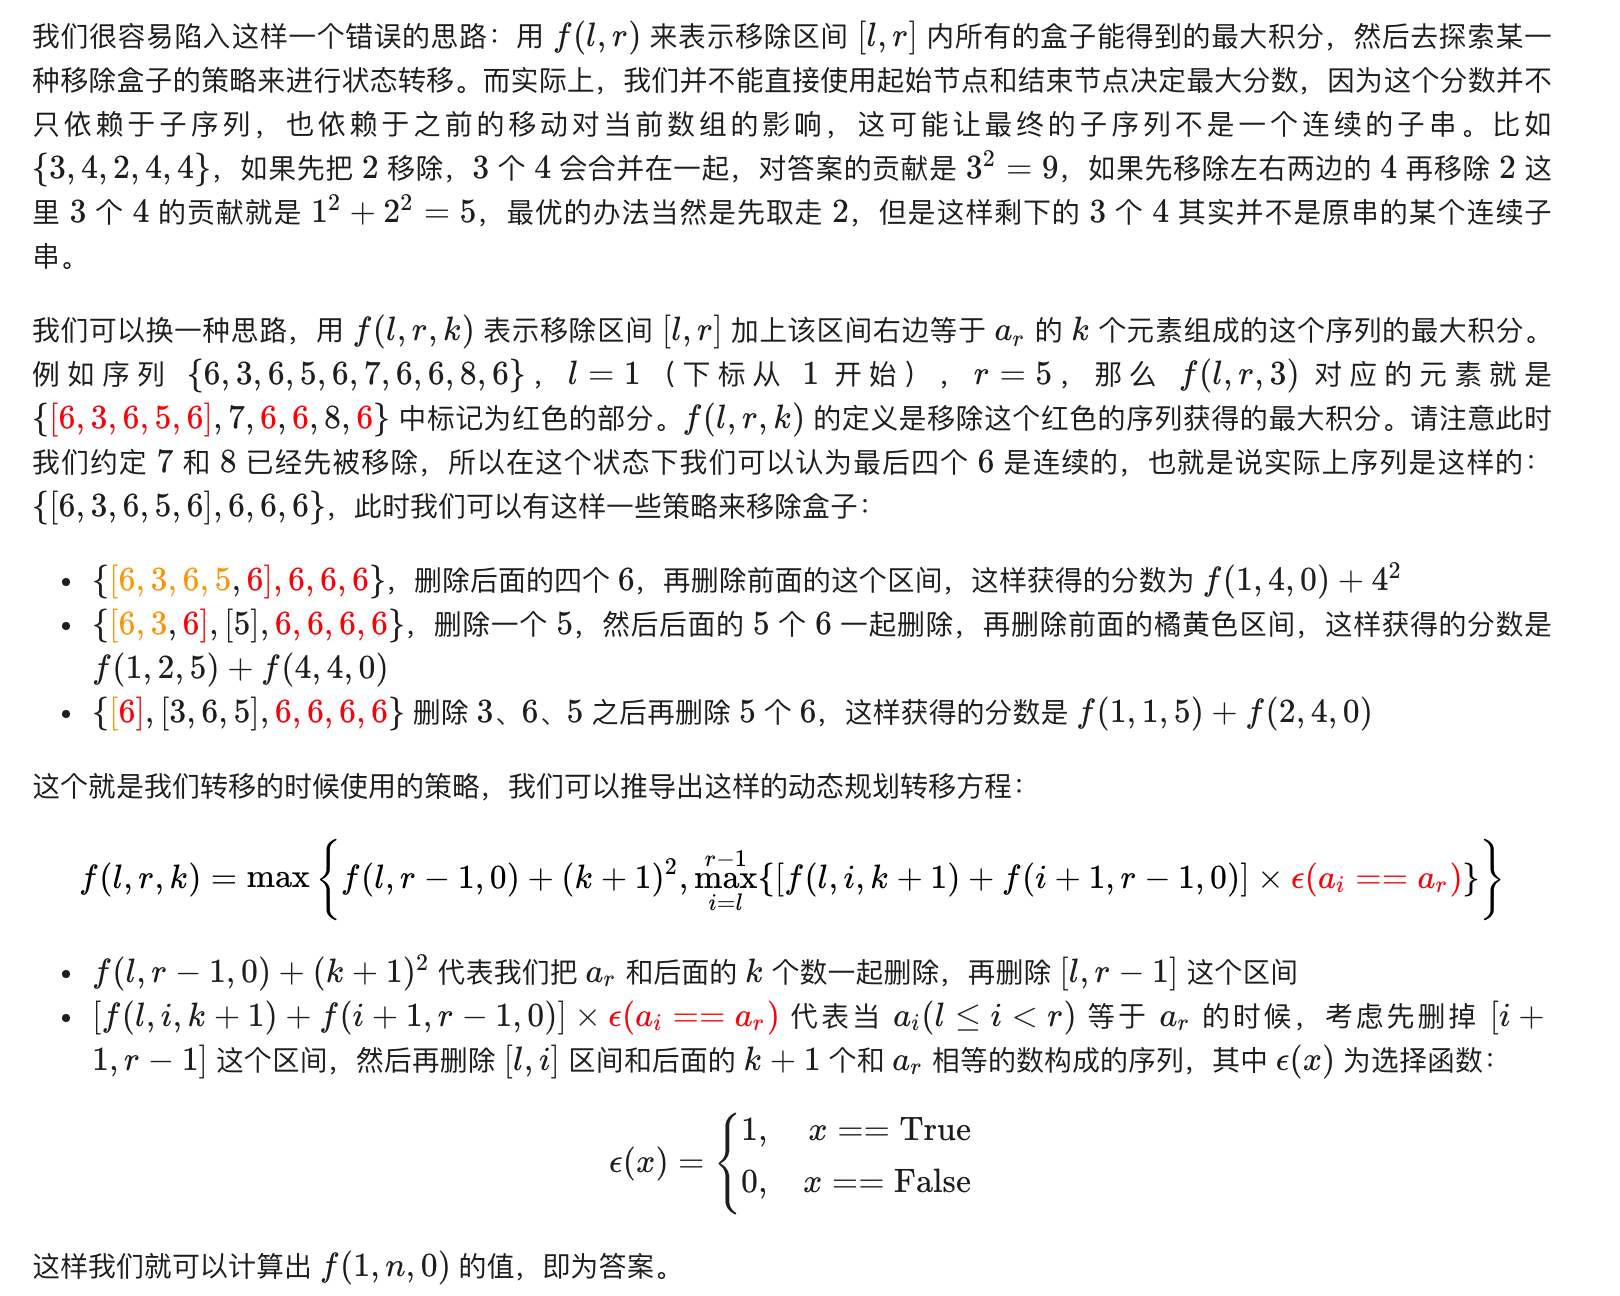 我们很容易陷入这样一个错误的思路：用 f(l, r) 来表示移除区间 [l, r] 内所有的盒子能得到的最大积分，然后去探索某一
种移除盒子的策略来进行状态转移。而实际上，我们并不能直接使用起始节点和结束节点决定最大分数，因为这个分数并不
只依赖于子序列，也依赖于之前的移动对当前数组的影响，这可能让最终的子序列不是一个连续的子串。比如
{3, 4, 2, 4, 4}，如果先把 2 移除，3 个 4 会合并在一起，对答案的贡献是 3² = 9，如果先移除左右两边的 4 再移除 2 这
里 3 个 4 的贡献就是 1² + 2² = 5，最优的办法当然是先取走 2，但是这样剩下的 3 个 4 其实并不是原串的某个连续子
串。
我们可以换一种思路，用 f(l, r, k) 表示移除区间 [l, r] 加上该区间右边等于 aᵣ 的 k 个元素组成的这个序列的最大积分。
例如序列 {6, 3, 6, 5, 6, 7, 6, 6, 8, 6}，l = 1（下标从 1 开始），r = 5，那么 f(l, r, 3) 对应的元素就是
{[6, 3, 6, 5, 6], 7, 6, 6, 8, 6} 中标记为红色的部分。f(l, r, k) 的定义是移除这个红色的序列获得的最大积分。请注意此时
我们约定 7 和 8 已经先被移除，所以在这个状态下我们可以认为最后四个 6 是连续的，也就是说实际上序列是这样的：
{[6, 3, 6, 5, 6], 6, 6, 6}，此时我们可以有这样一些策略来移除盒子：
• {[6, 3, 6, 5, 6], 6, 6, 6}，删除后面的四个 6，再删除前面的这个区间，这样获得的分数为 f(1, 4, 0) + 4²
• {[6, 3, 6], [5], 6, 6, 6, 6}，删除一个 5，然后后面的 5 个 6 一起删除，再删除前面的橘黄色区间，这样获得的分数是
f(1, 2, 5) + f(4, 4, 0)
• {[6], [3, 6, 5], 6, 6, 6, 6} 删除 3、6、5 之后再删除 5 个 6，这样获得的分数是 f(1, 1, 5) + f(2, 4, 0)
这个就是我们转移的时候使用的策略，我们可以推导出这样的动态规划转移方程：
f(l, r, k) = max { f(l, r − 1, 0) + (k + 1)², max_{i=l}^{r−1} {[f(l, i, k + 1) + f(i + 1, r − 1, 0)] × ϵ(aᵢ == aᵣ)} }
• f(l, r − 1, 0) + (k + 1)² 代表我们把 aᵣ 和后面的 k 个数一起删除，再删除 [l, r − 1] 这个区间
• [f(l, i, k + 1) + f(i + 1, r − 1, 0)] × ϵ(aᵢ == aᵣ) 代表当 aᵢ(l ≤ i < r) 等于 aᵣ 的时候，考虑先删掉 [i +
1, r − 1] 这个区间，然后再删除 [l, i] 区间和后面的 k + 1 个和 aᵣ 相等的数构成的序列，其中 ϵ(x) 为选择函数：
ϵ(x) = {
1, x == True
0, x == False
这样我们就可以计算出 f(1, n, 0) 的值，即为答案。